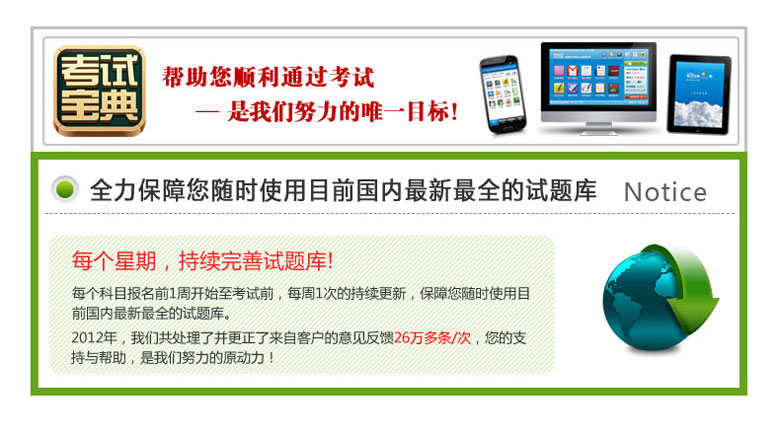 考试
宝典
帮助您顺利通过考试
— 是我们努力的唯一目标!
全力保障您随时使用目前国内最新最全的试题库 Notice
每个星期，持续完善试题库!
每个科目报名前1周开始至考试前，每周1次的持续更新，保障您随时使用目
前国内最新最全的试题库。
2012年，我们共处理了并更正了来自客户的意见反馈26万多条/次，您的支
持与帮助，是我们努力的原动力！